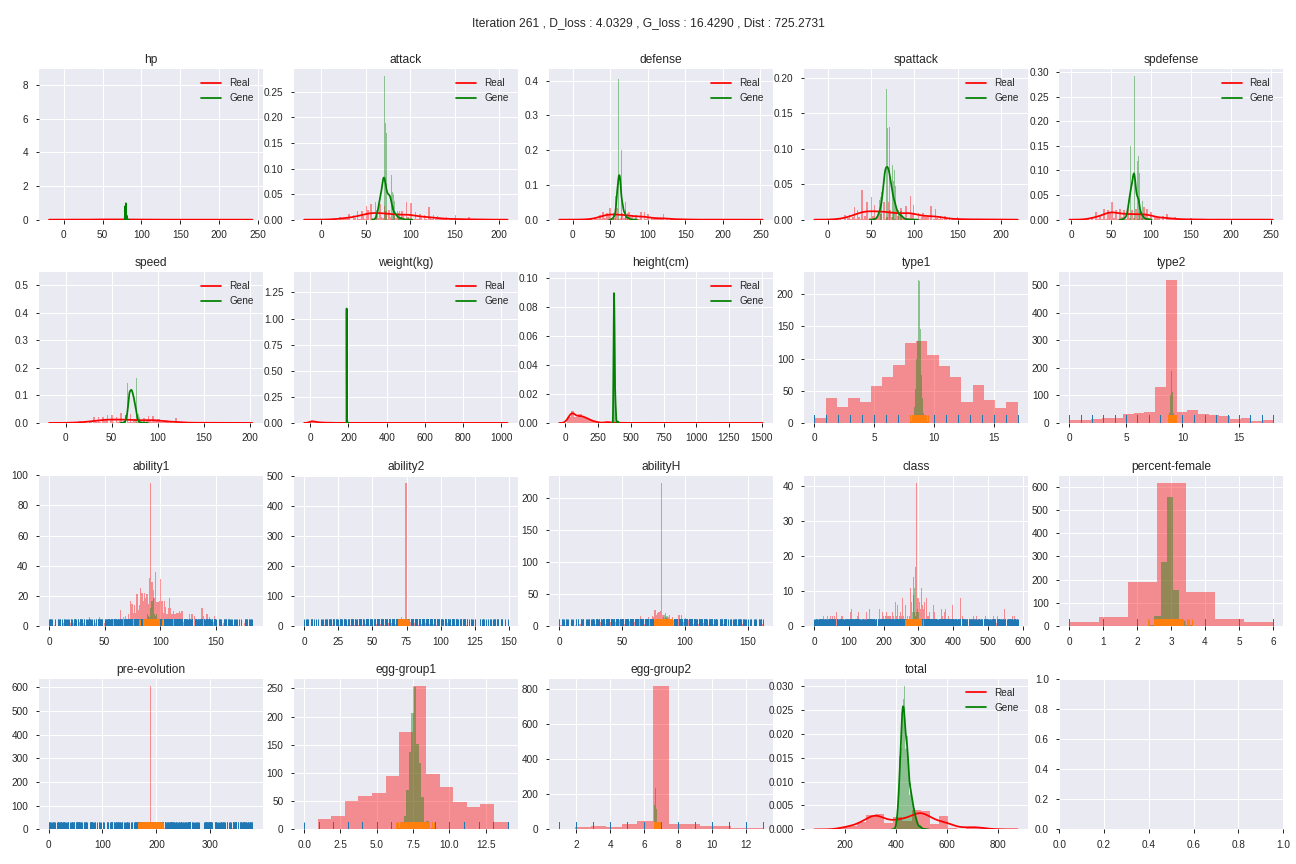 Iteration 261 , D_loss : 4.0329 , G_loss : 16.4290 , Dist : 725.2731
hp
8
6
4
2
0
0 50 100 150 200 250
Real
Gene
attack
0.25
0.20
0.15
0.10
0.05
0.00
0 50 100 150 200
Real
Gene
defense
0.4
0.3
0.2
0.1
0.0
0 50 100 150 200 250
Real
Gene
spattack
0.20
0.15
0.10
0.05
0.00
0 50 100 150 200
Real
Gene
spdefense
0.30
0.25
0.20
0.15
0.10
0.05
0.00
0 50 100 150 200 250
Real
Gene
speed
0.5
0.4
0.3
0.2
0.1
0.0
0 50 100 150 200
Real
Gene
weight(kg)
1.25
1.00
0.75
0.50
0.25
0.00
0 200 400 600 800 1000
Real
Gene
height(cm)
0.10
0.08
0.06
0.04
0.02
0.00
0 250 500 750 1000 1250 1500
Real
Gene
type1
200
150
100
50
0
0 5 10 15
type2
500
400
300
200
100
0
0 5 10 15
ability1
100
80
60
40
20
0
0 50 100 150
ability2
500
400
300
200
100
0
0 25 50 75 100 125 150
abilityH
200
150
100
50
0
0 50 100 150
class
40
30
20
10
0
0 100 200 300 400 500 600
percent-female
600
500
400
300
200
100
0
0 1 2 3 4 5 6
pre-evolution
600
500
400
300
200
100
0
0 100 200 300
egg-group1
250
200
150
100
50
0
0.0 2.5 5.0 7.5 10.0 12.5
egg-group2
800
600
400
200
0
2 4 6 8 10 12
total
0.030
0.025
0.020
0.015
0.010
0.005
0.000
200 400 600 800
Real
Gene
1.0
0.8
0.6
0.4
0.2
0.0
0.0 0.2 0.4 0.6 0.8 1.0